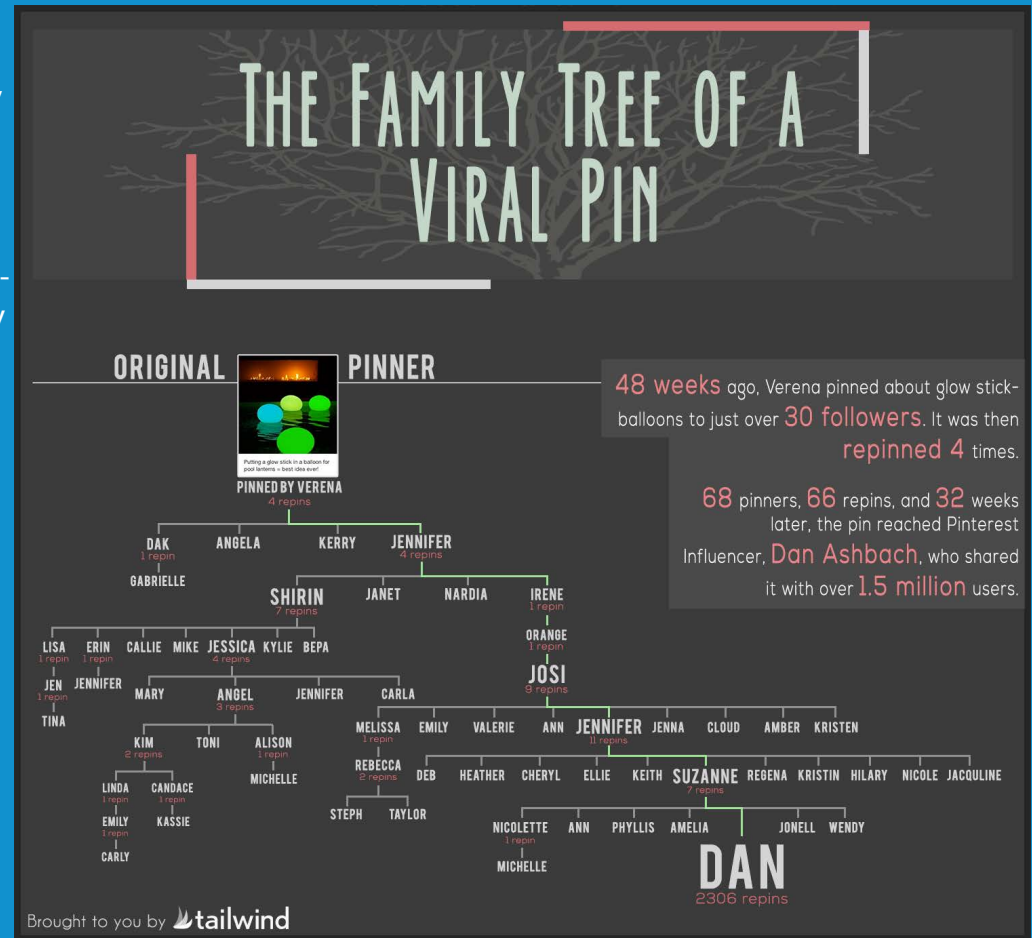 THE FAMILY TREE OF A
VIRAL PIN
ORIGINAL PINNER
Putting a glow stick in a balloon for
pool lanterns = best idea ever!
PINNED BY VERENA
4 repins
48 weeks ago, Verena pinned about glow stick-
balloons to just over 30 followers. It was then
repinned 4 times.
68 pinners, 66 repins, and 32 weeks
later, the pin reached Pinterest
Influencer, Dan Ashbach, who shared
it with over 1.5 million users.
DAK ANGELA KERRY JENNIFER
1 repin 4 repins
GABRIELLE
SHIRIN JANET NARDIA IRENE
7 repins 1 repin
ORANGE
1 repin
LISA ERIN CALLIE MIKE JESSICA KYLIE BEPA
1 repin 1 repin 4 repins
JOSI
9 repins
JEN JENNIFER MARY ANGEL JENNIFER CARLA
1 repin 3 repins
TINA
MELISSA EMILY VALERIE ANN JENNIFER JENNA CLOUD AMBER KRISTEN
1 repin 11 repins
KIM TONI ALISON
2 repins 1 repin
MICHELLE
REBECCA DEB HEATHER CHERYL ELLIE KEITH SUZANNE REGENA KRISTIN HILARY NICOLE JACQULINE
2 repins 7 repins
LINDA CANDACE
1 repin 1 repin
STEPH TAYLOR
EMILY KASSIE
1 repin
CARLY
NICOLETTE ANN PHYLLIS AMELIA JONELL WENDY
1 repin
MICHELLE
DAN
2306 repins
Brought to you by tailwind